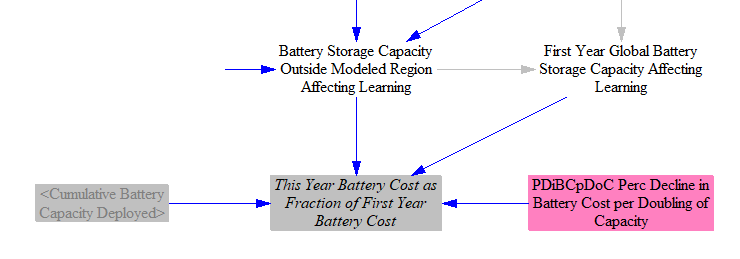 Battery Storage Capacity
Outside Modeled Region
Affecting Learning
First Year Global Battery
Storage Capacity Affecting
Learning
<Cumulative Battery
Capacity Deployed>
This Year Battery Cost as
Fraction of First Year
Battery Cost
PDiBCpDoC Perc Decline in
Battery Cost per Doubling of
Capacity